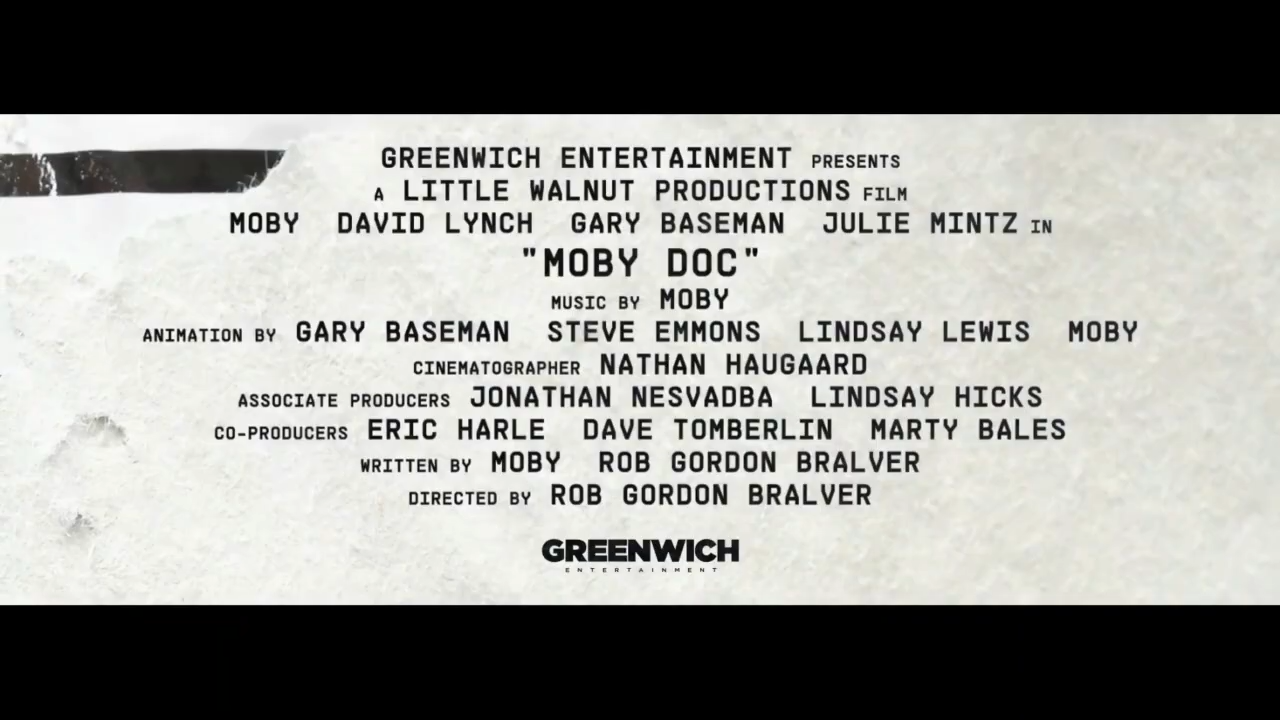 GREENWICH ENTERTAINMENT PRESENTS
A LITTLE WALNUT PRODUCTIONS FILM
MOBY DAVID LYNCH GARY BASEMAN JULIE MINTZ IN
"MOBY DOC"
MUSIC BY MOBY
ANIMATION BY GARY BASEMAN STEVE EMMONS LINDSAY LEWIS MOBY
CINEMATOGRAPHER NATHAN HAUGAARD
ASSOCIATE PRODUCERS JONATHAN NESVADBA LINDSAY HICKS
CO-PRODUCERS ERIC HARLE DAVE TOMBERLIN MARTY BALES
WRITTEN BY MOBY ROB GORDON BRALVER
DIRECTED BY ROB GORDON BRALVER
GREENWICH
ENTERTAINMENT